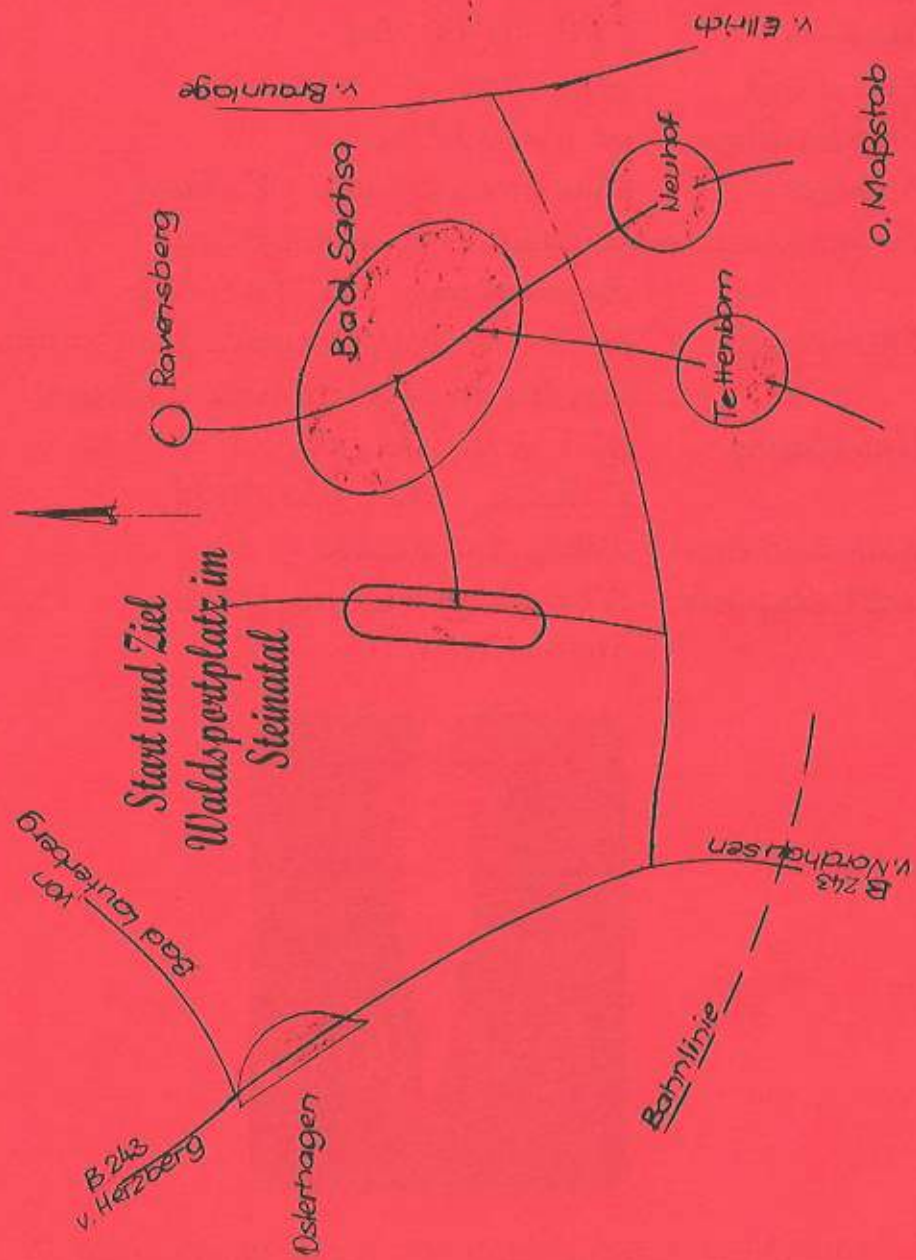 Start und Ziel
Waldsportplatz im
Steinatal
Ravensberg
v. Braunlage
v. Ellrich
Bad Sachsa
Neuhof
Tettenborn
O. Maßstab
von
Bad Lauterberg
B 243
v. Herzberg
Osterhagen
B 243
v. Nordhausen
Bahnlinie